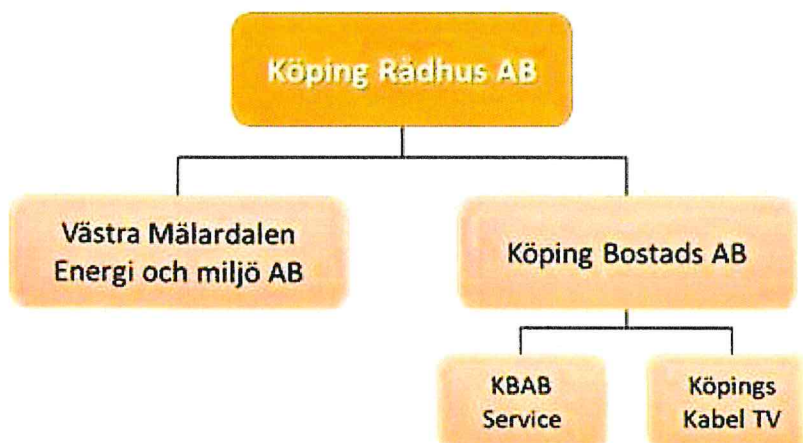 Köping Rådhus AB
Västra Mälardalen
Energi och miljö AB
Köping Bostads AB
KBAB
Service
Köpings
Kabel TV